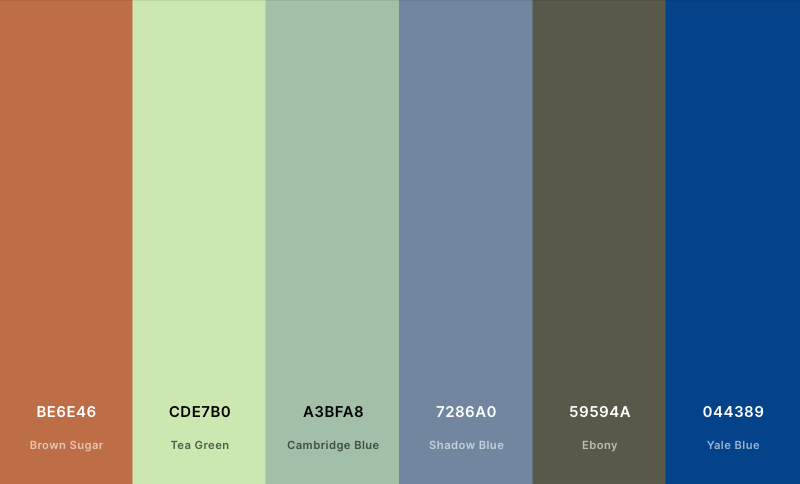 BE6E46 CDE7B0 A3BFA8 7286A0 59594A 044389
Brown Sugar Tea Green Cambridge Blue Shadow Blue Ebony Yale Blue